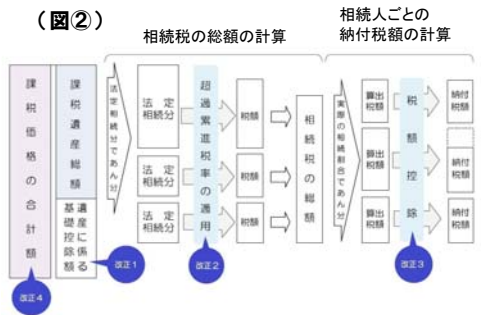 (図②)
相続税の総額の計算
相続人ごとの
納付税額の計算
課税価格の合計額
課税遺産総額
遺産に係る
基礎控除額
法定相続分であん分
法定
相続分
法定
相続分
法定
相続分
超過累進税率の適用
税額
税額
税額
相続税の総額
実際の相続割合であん分
算出
税額
算出
税額
算出
税額
税額控除
納付
税額
納付
税額
納付
税額
改正4
改正1
改正2
改正3